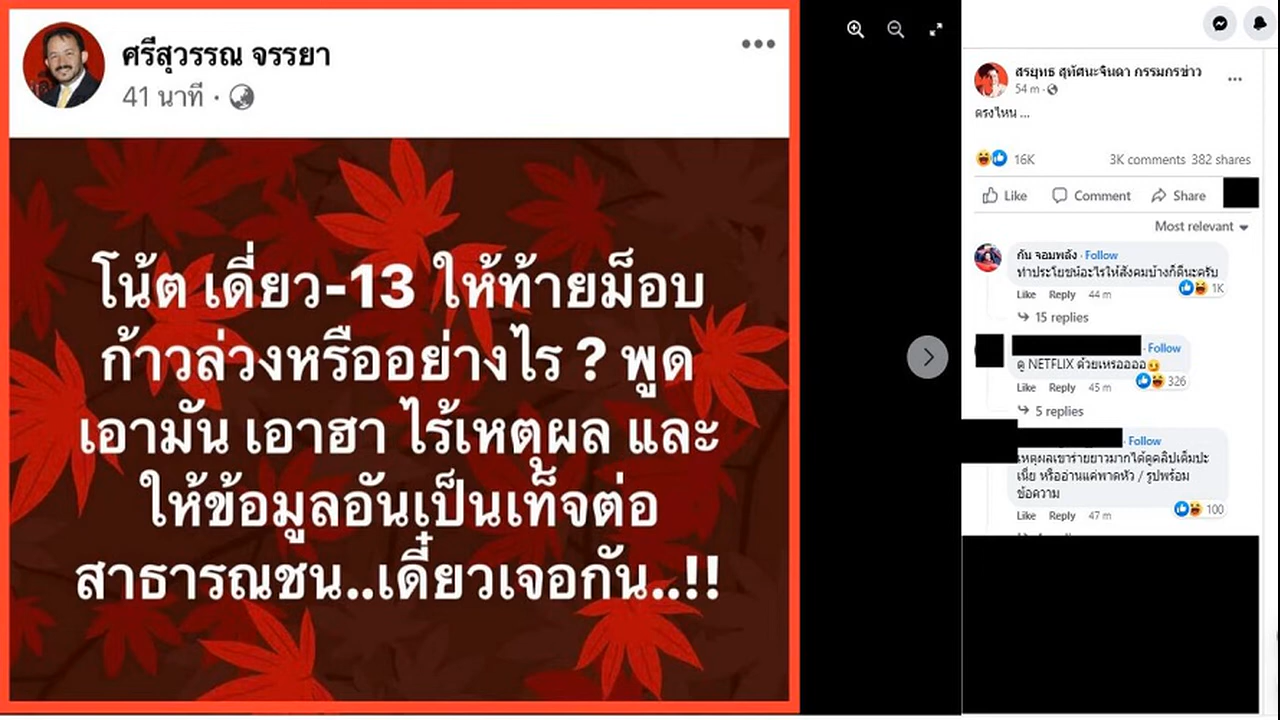 ศรีสุวรรณ จรรยา
41 นาที ·
โน้ต เดี่ยว-13 ให้ท้ายม็อบ
ก้าวล่วงหรืออย่างไร ? พูด
เอามัน เอาฮา ไร้เหตุผล และ
ให้ข้อมูลอันเป็นเท็จต่อ
สาธารณชน..เดี๋ยวเจอกัน..!!
สรยุทธ สุทัศนะจินดา กรรมกรข่าว
54 m ·
ตรงไหน ...
16K
3K comments 382 shares
Like Comment Share
Most relevant
กัน จอมพลัง · Follow
ทำประโยชน์อะไรให้สังคมบ้างก็ดีนะครับ
1K
Like Reply 44 m
15 replies
· Follow
ดู NETFLIX ด้วยเหรออออ
326
Like Reply 45 m
5 replies
· Follow
เหตุผลเขาร่ายยาวมากได้ดูคลิปเต็มปะ
เนี่ย หรืออ่านแค่พาดหัว / รูปพร้อม
ข้อความ
100
Like Reply 47 m